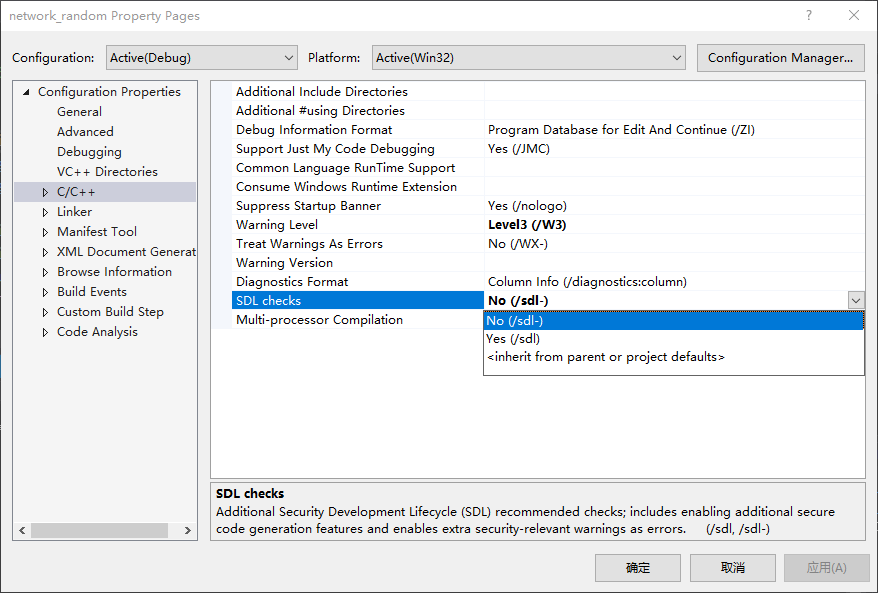 network_random Property Pages
Configuration: Active(Debug) Platform: Active(Win32) Configuration Manager...
Configuration Properties
General
Advanced
Debugging
VC++ Directories
C/C++
Linker
Manifest Tool
XML Document Generat
Browse Information
Build Events
Custom Build Step
Code Analysis
Additional Include Directories
Additional #using Directories
Debug Information Format Program Database for Edit And Continue (/ZI)
Support Just My Code Debugging Yes (/JMC)
Common Language RunTime Support
Consume Windows Runtime Extension
Suppress Startup Banner Yes (/nologo)
Warning Level Level3 (/W3)
Treat Warnings As Errors No (/WX-)
Warning Version
Diagnostics Format Column Info (/diagnostics:column)
SDL checks No (/sdl-)
Multi-processor Compilation
No (/sdl-)
Yes (/sdl)
<inherit from parent or project defaults>
SDL checks
Additional Security Development Lifecycle (SDL) recommended checks; includes enabling additional secure
code generation features and enables extra security-relevant warnings as errors. (/sdl, /sdl-)
确定 取消 应用(A)